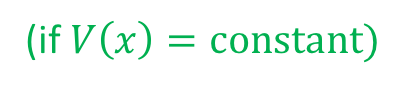 (if V(x) = constant)